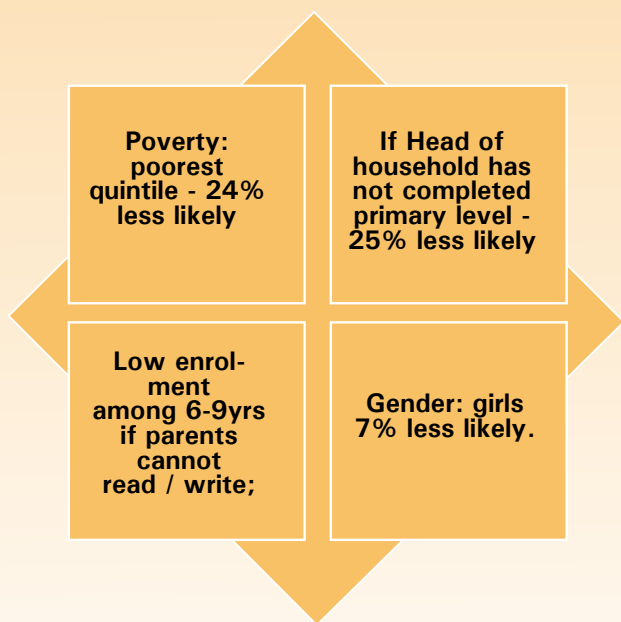 Poverty:
poorest
quintile - 24%
less likely
If Head of
household has
not completed
primary level -
25% less likely
Low enrol-
ment
among 6-9yrs
if parents
cannot
read / write;
Gender: girls
7% less likely.